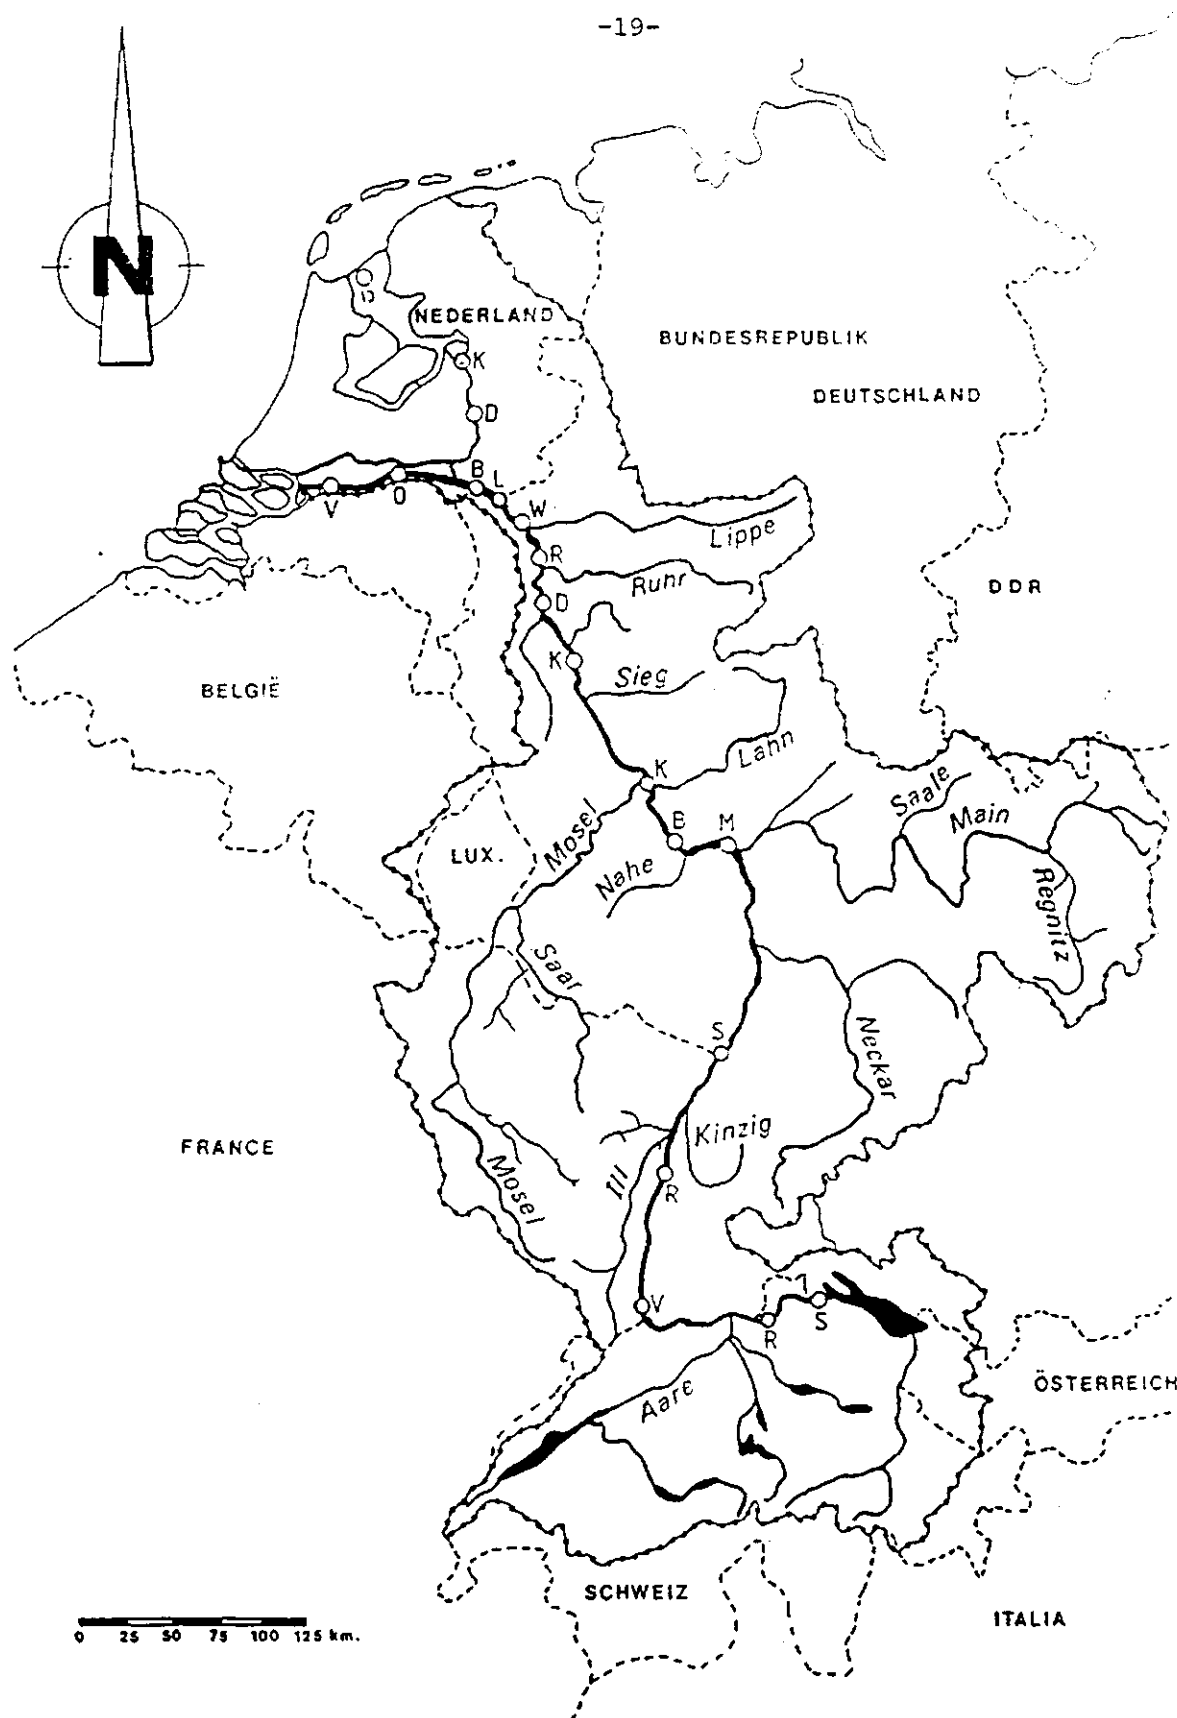 -19-
N
NEDERLAND
BUNDESREPUBLIK
DEUTSCHLAND
K
D
V
O
B
L
W
Lippe
R
Ruhr
D
DDR
K
Sieg
BELGIË
Lahn
K
Saale
Main
Mosel
B
M
LUX.
Nahe
Regnitz
Saar
S
Neckar
Kinzig
FRANCE
Mosel
Ill
R
V
R
S
ÖSTERREICH
Aare
SCHWEIZ
ITALIA
0 25 50 75 100 125 km.